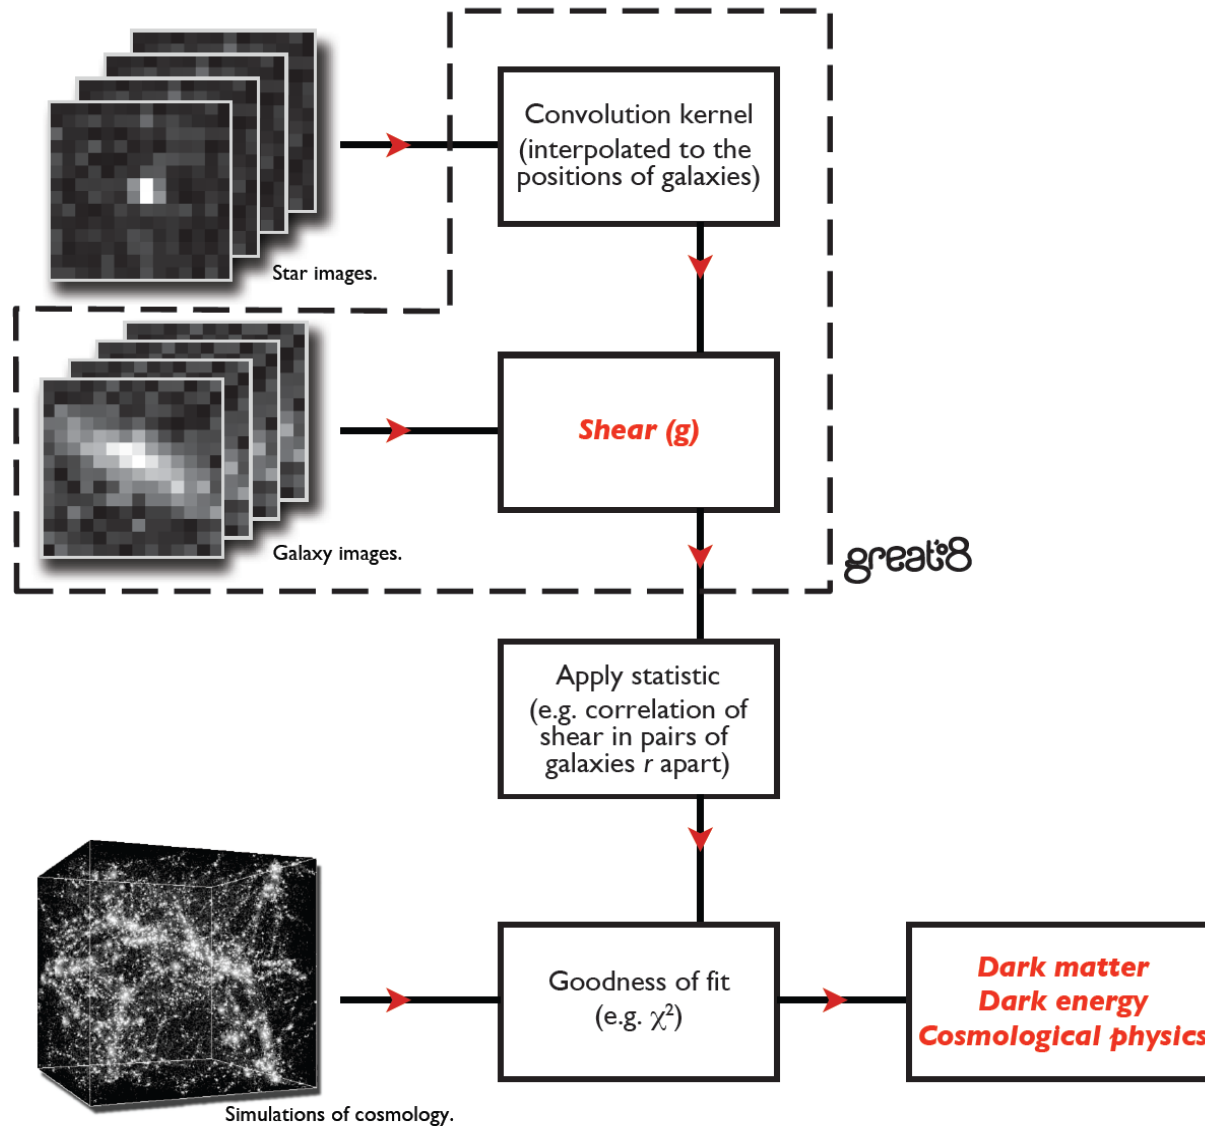 Convolution kernel
(interpolated to the
positions of galaxies)
Star images.
Shear (g)
Galaxy images.
great08
Apply statistic
(e.g. correlation of
shear in pairs of
galaxies r apart)
Goodness of fit
(e.g. χ²)
Dark matter
Dark energy
Cosmological physics
Simulations of cosmology.